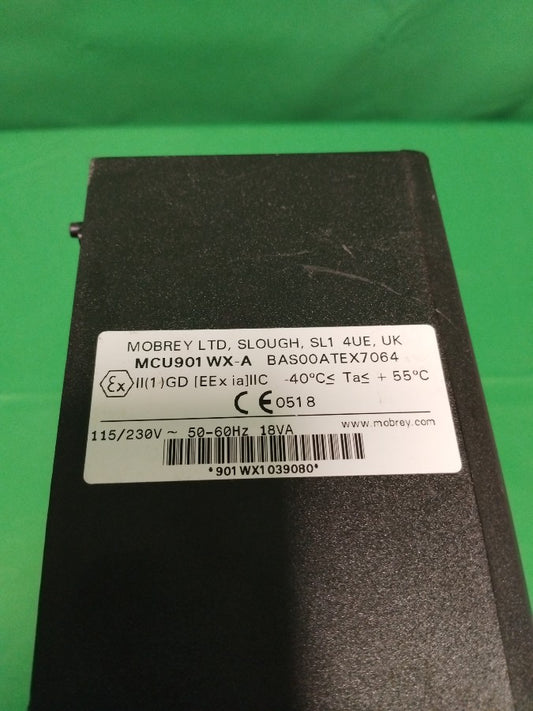 MOBREY LTD, SLOUGH, SL1 4UE, UK
MCU901 WX-A BAS00ATEX7064
Ex II(1)GD [EEx ia]IIC -40°C≤ Ta≤ + 55°C
CE 0518
115/230V ~ 50-60Hz 18VA www.mobrey.com
*901WX1039080*